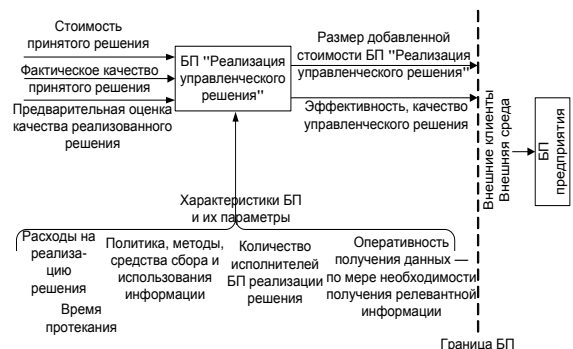 Стоимость
принятого решения
Фактическое качество
принятого решения
Предварительная оценка
качества реализованного
решения
БП "Реализация
управленческого
решения"
Размер добавленной
стоимости БП "Реализация
управленческого решения"
Эффективность, качество
управленческого решения
Внешние клиенты
Внешняя среда
БП
предприятия
Характеристики БП
и их параметры
Расходы на
реализа-
цию
решения
Время
протекания
Политика, методы,
средства сбора и
использования
информации
Количество
исполнителей
БП реализации
решения
Оперативность
получения данных —
по мере необходимости
получения релевантной
информации
Граница БП